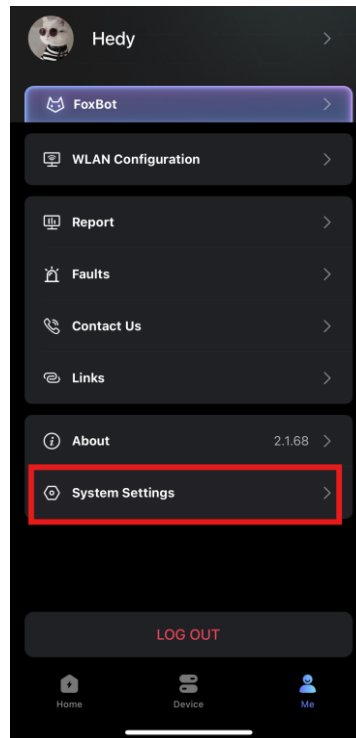 Hedy
FoxBot
WLAN Configuration
Report
Faults
Contact Us
Links
About 2.1.68
System Settings
LOG OUT
Home Device Me